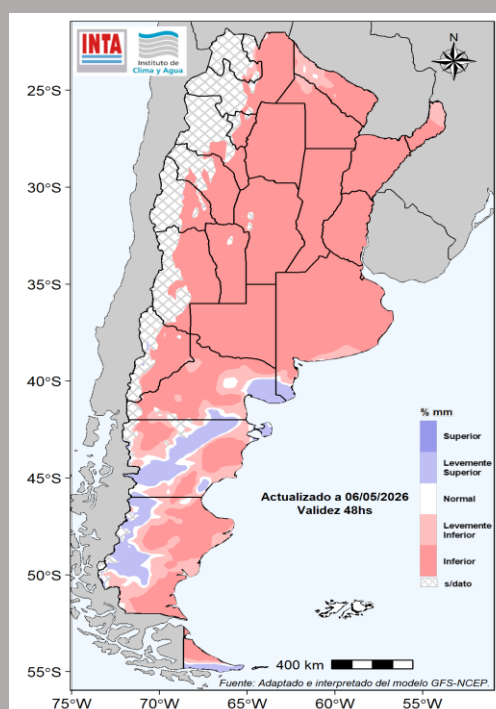 INTA
Instituto de
Clima y Agua
N
25°S
30°S
35°S
40°S
45°S
50°S
55°S
% mm
Superior
Levemente
Superior
Normal
Levemente
Inferior
Inferior
s/dato
Actualizado a 06/05/2026
Validez 48hs
400 km
Fuente: Adaptado e interpretado del modelo GFS-NCEP.
75°W
70°W
65°W
60°W
55°W